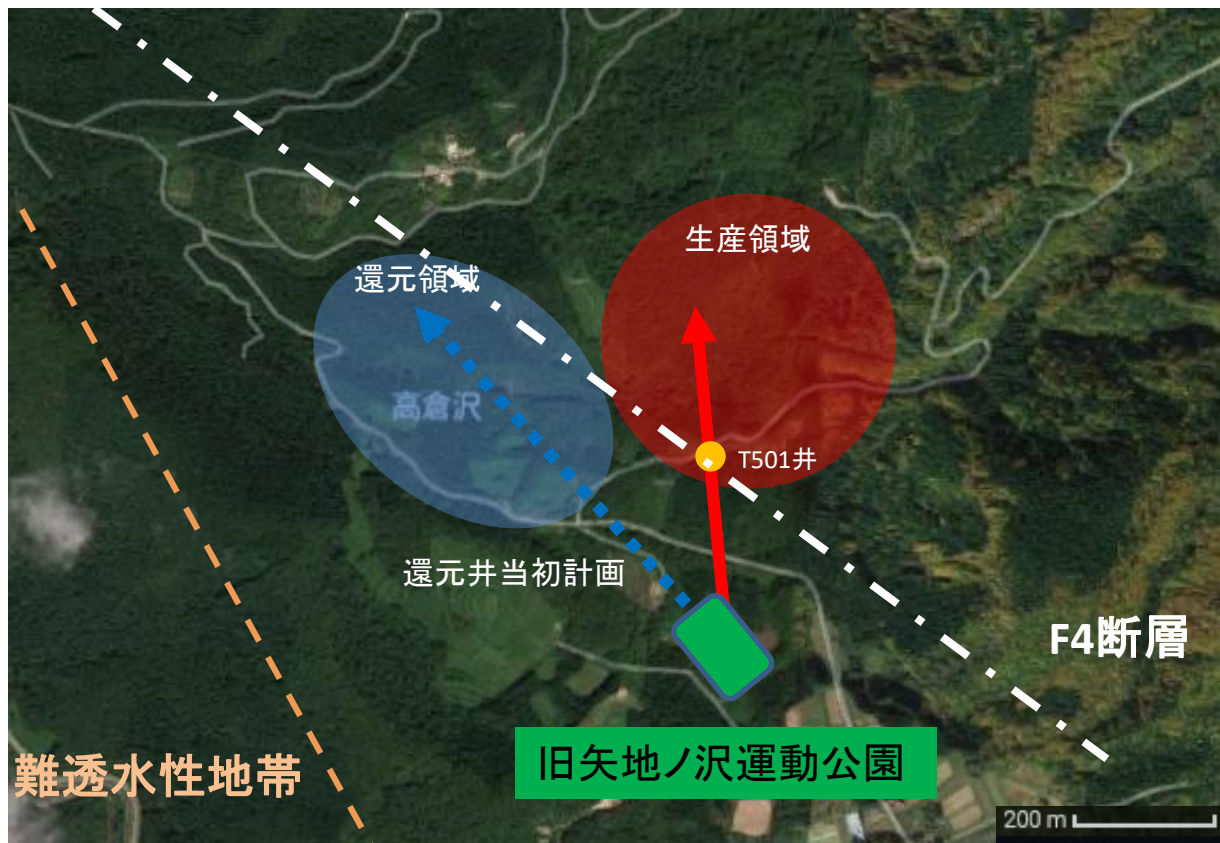 生産領域
還元領域
高倉沢
T501井
還元井当初計画
F4断層
旧矢地ノ沢運動公園
難透水性地帯
200 m